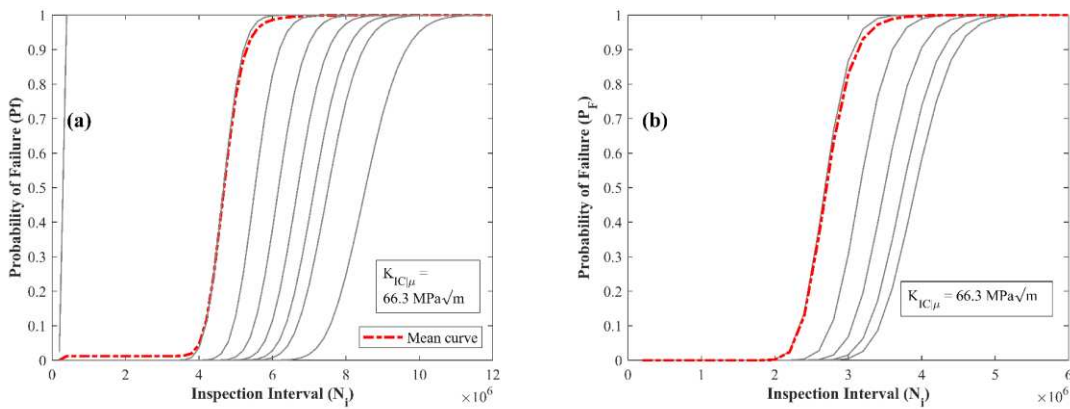 1
0.9
0.8
0.7
0.6
0.5
0.4
0.3
0.2
0.1
0
Probability of Failure (Pf)
(a)
K_IC|μ =
66.3 MPa√m
Mean curve
0 2 4 6 8 10 12
Inspection Interval (N_i)
×10^6
1
0.9
0.8
0.7
0.6
0.5
0.4
0.3
0.2
0.1
0
Probability of Failure (P_F)
(b)
K_IC|μ = 66.3 MPa√m
0 1 2 3 4 5 6
Inspection Interval (N_i)
×10^6